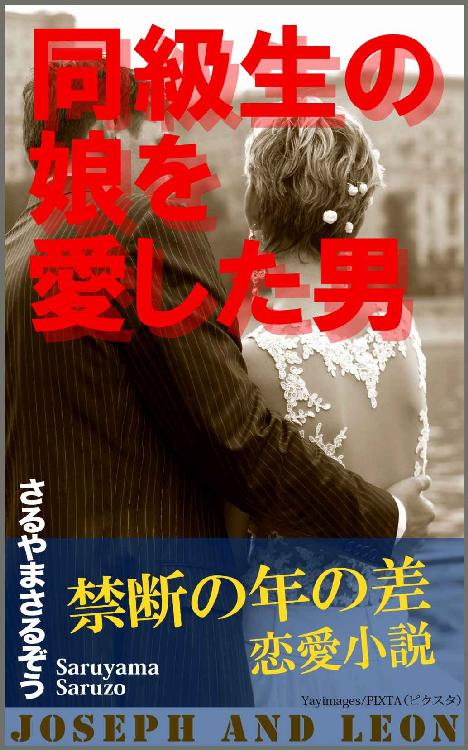 同級生の
娘を
愛した男
さるやまさるぞう
禁断の年の差
恋愛小説
Saruyama
Saruzo
Yayimages/PIXTA(ピクスタ)
JOSEPH AND LEON